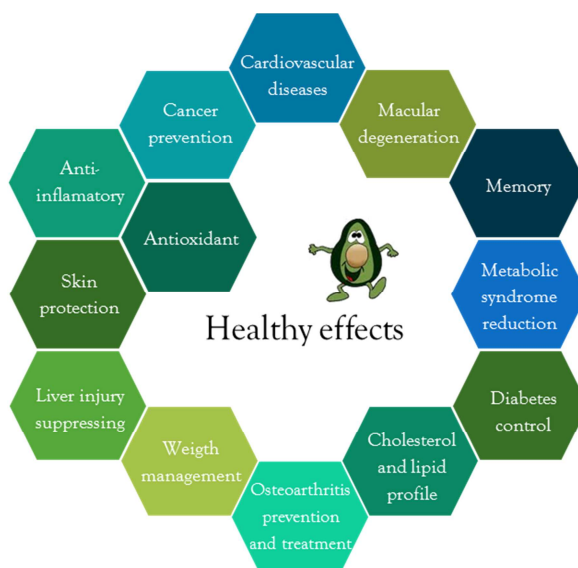 Cardiovascular
diseases
Macular
degeneration
Memory
Metabolic
syndrome
reduction
Diabetes
control
Cholesterol
and lipid
profile
Osteoarthritis
prevention
and treatment
Weigth
management
Liver injury
suppressing
Skin
protection
Anti-
inflamatory
Cancer
prevention
Antioxidant
Healthy effects